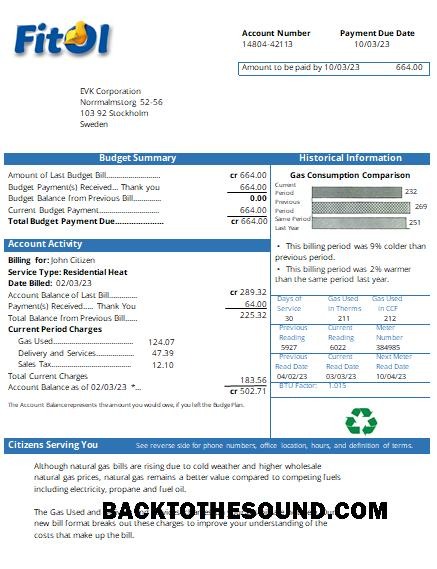 FitOl
Account Number Payment Due Date
14804-42113 10/03/23
Amount to be paid by 10/03/23 664.00
EVK Corporation
Norrmalmstorg 52-56
103 92 Stockholm
Sweden
Budget Summary
Amount of Last Budget Bill................ cr 664.00
Budget Payment(s) Received... Thank you 664.00
Budget Balance from Previous Bill............. 0.00
Current Budget Payment..................... 664.00
Total Budget Payment Due..................... cr 664.00
Historical Information
Gas Consumption Comparison
Current Period 232
Previous Period 269
Same Period Last Year 251
• This billing period was 9% colder than
previous period.
• This billing period was 2% warmer
than the same period last year.
Account Activity
Billing for: John Citizen
Service Type: Residential Heat
Date Billed: 02/03/23
Account Balance of Last Bill.......... cr 289.32
Payment(s) Received..... Thank You 64.00
Total Balance from Previous Bill....... 225.32
Current Period Charges
Gas Used..................... 124.07
Delivery and Services........... 47.39
Sales Tax..................... 12.10
Total Current Charges 183.56
Account Balance as of 02/03/23 *... cr 502.71
The Account Balance represents the amount you would owe, if you left the Budget Plan.
Days of Service Gas Used In Therms Gas Used In CCF
30 211 212
Previous Reading Current Reading Meter Number
5927 6022 384985
Previous Read Date Current Read Date Next Meter Read Date
04/02/23 03/03/23 10/04/23
BTU Factor: 1.015
Citizens Serving You See reverse side for phone numbers, office location, hours, and definition of terms.
Although natural gas bills are rising due to cold weather and higher wholesale
natural gas prices, natural gas remains a better value compared to competing fuels
including electricity, propane and fuel oil.
The Gas Used and
BACKTOTHESOUND.COM
new bill format breaks out these charges to improve your understanding of the
costs that make up the bill.